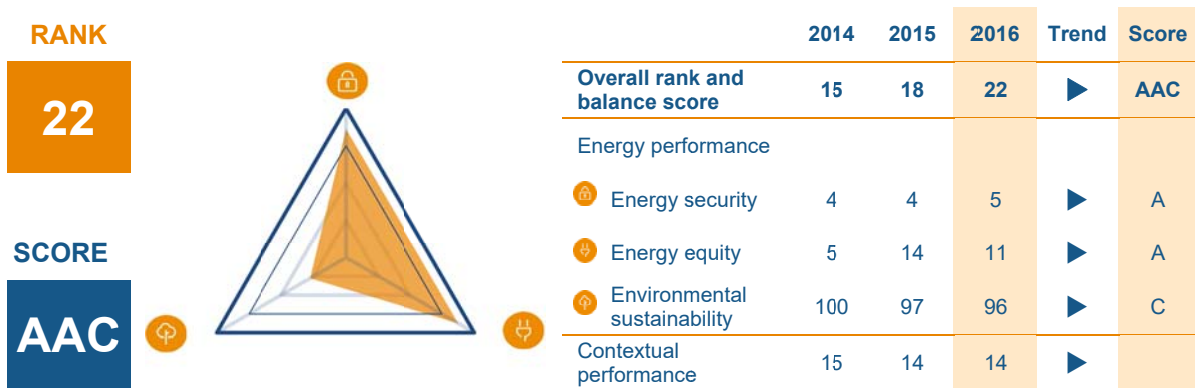 RANK
22
SCORE
AAC
2014 2015 2016 Trend Score
Overall rank and
balance score 15 18 22 AAC
Energy performance
Energy security 4 4 5 A
Energy equity 5 14 11 A
Environmental
sustainability 100 97 96 C
Contextual
performance 15 14 14